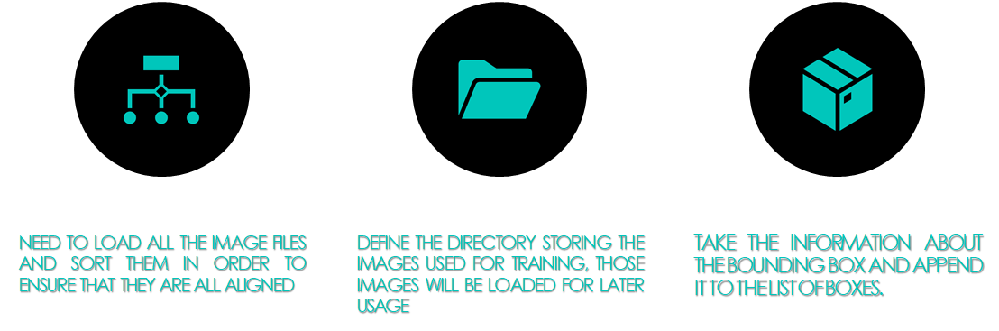 NEED TO LOAD ALL THE IMAGE FILES
AND SORT THEM IN ORDER TO
ENSURE THAT THEY ARE ALL ALIGNED
DEFINE THE DIRECTORY STORING THE
IMAGES USED FOR TRAINING, THOSE
IMAGES WILL BE LOADED FOR LATER
USAGE
TAKE THE INFORMATION ABOUT
THE BOUNDING BOX AND APPEND
IT TO THE LIST OF BOXES.